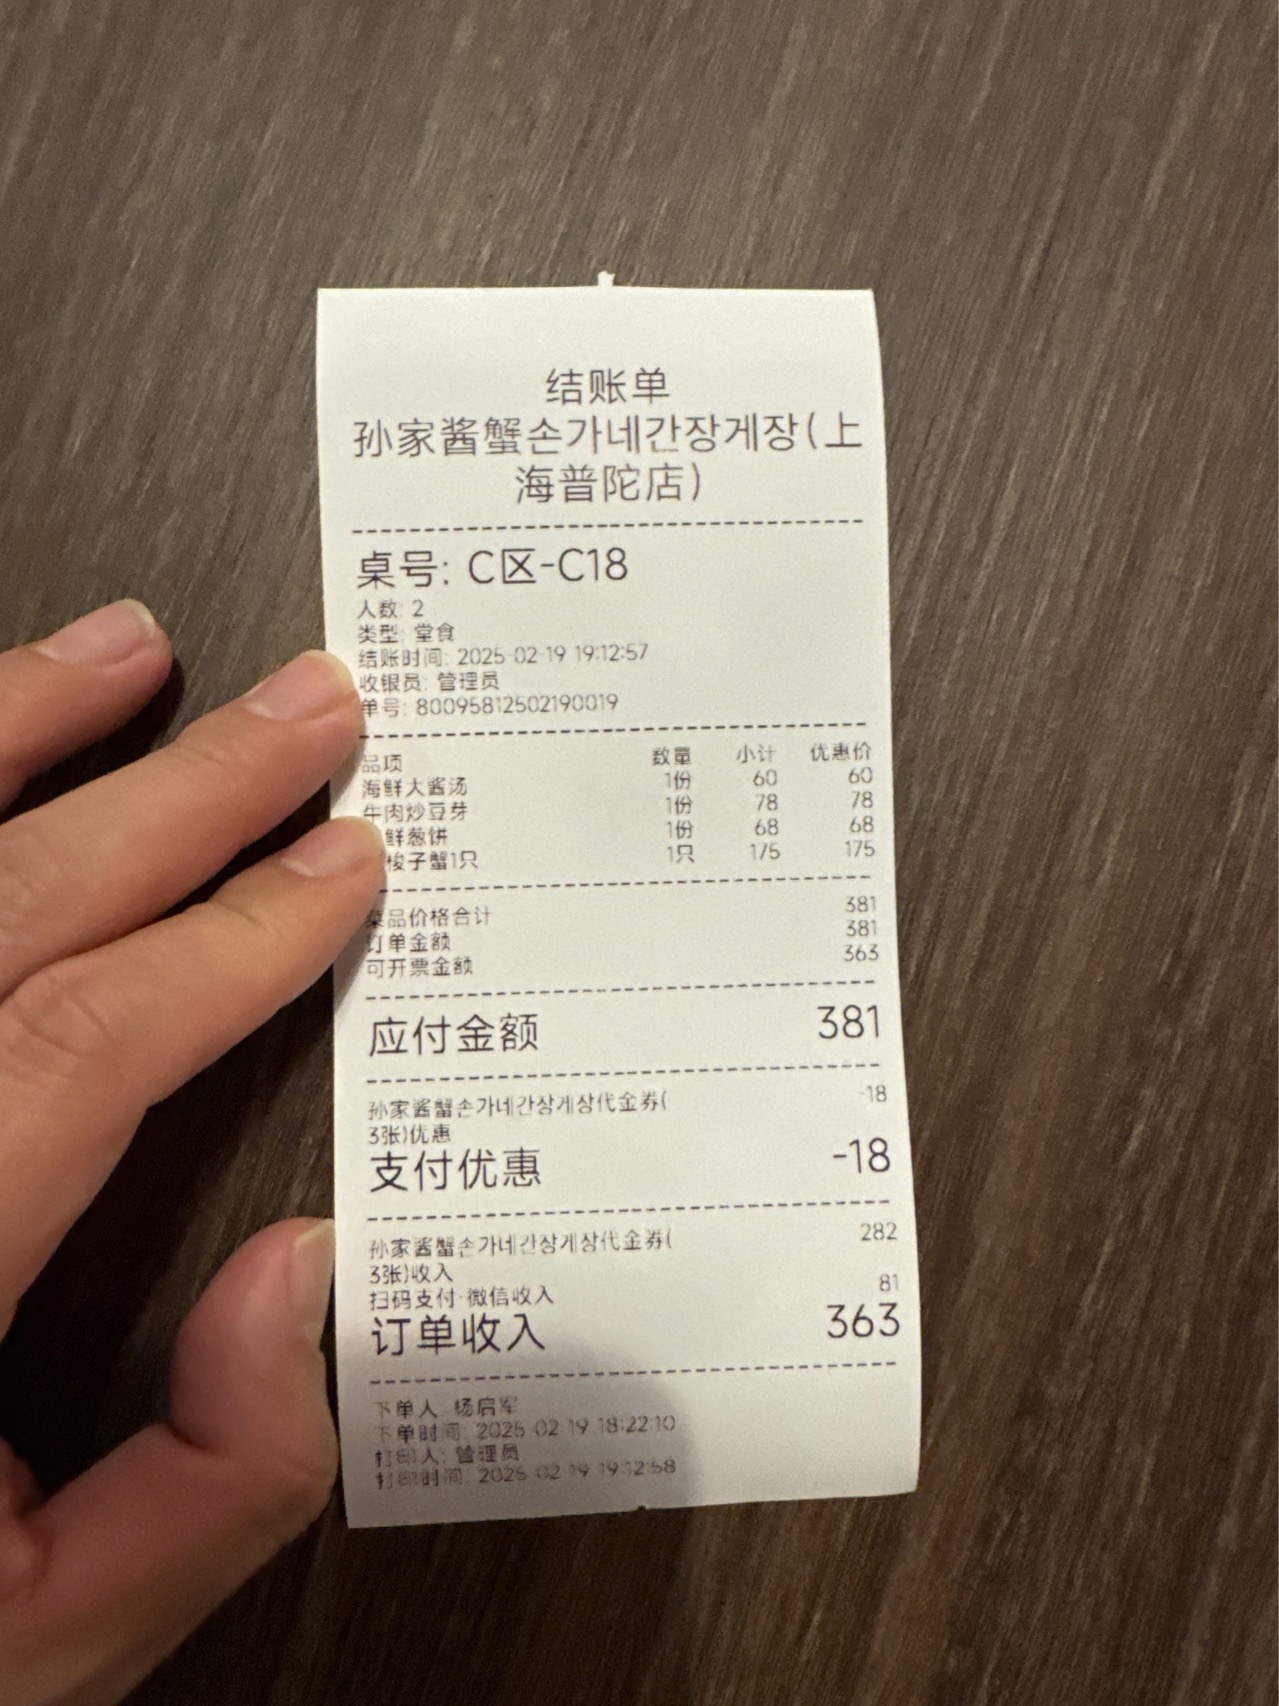 结账单
孙家酱蟹손가네간장게장(上
海普陀店)
桌号: C区-C18
人数: 2
类型: 堂食
结账时间: 2025-02-19 19:12:57
收银员: 管理员
单号: 80095812502190019
品项 数量 小计 优惠价
海鲜大酱汤 1份 60 60
牛肉炒豆芽 1份 78 78
鲜葱饼 1份 68 68
梭子蟹1只 1只 175 175
菜品价格合计 381
订单金额 381
可开票金额 363
应付金额 381
孙家酱蟹손가네간장게장代金券( -18
3张)优惠
支付优惠 -18
孙家酱蟹손가네간장게장代金券( 282
3张)收入
扫码支付-微信收入 81
订单收入 363
下单人: 杨启军
下单时间: 2025-02-19 18:22:10
打印人: 管理员
打印时间: 2025-02-19 19:12:58